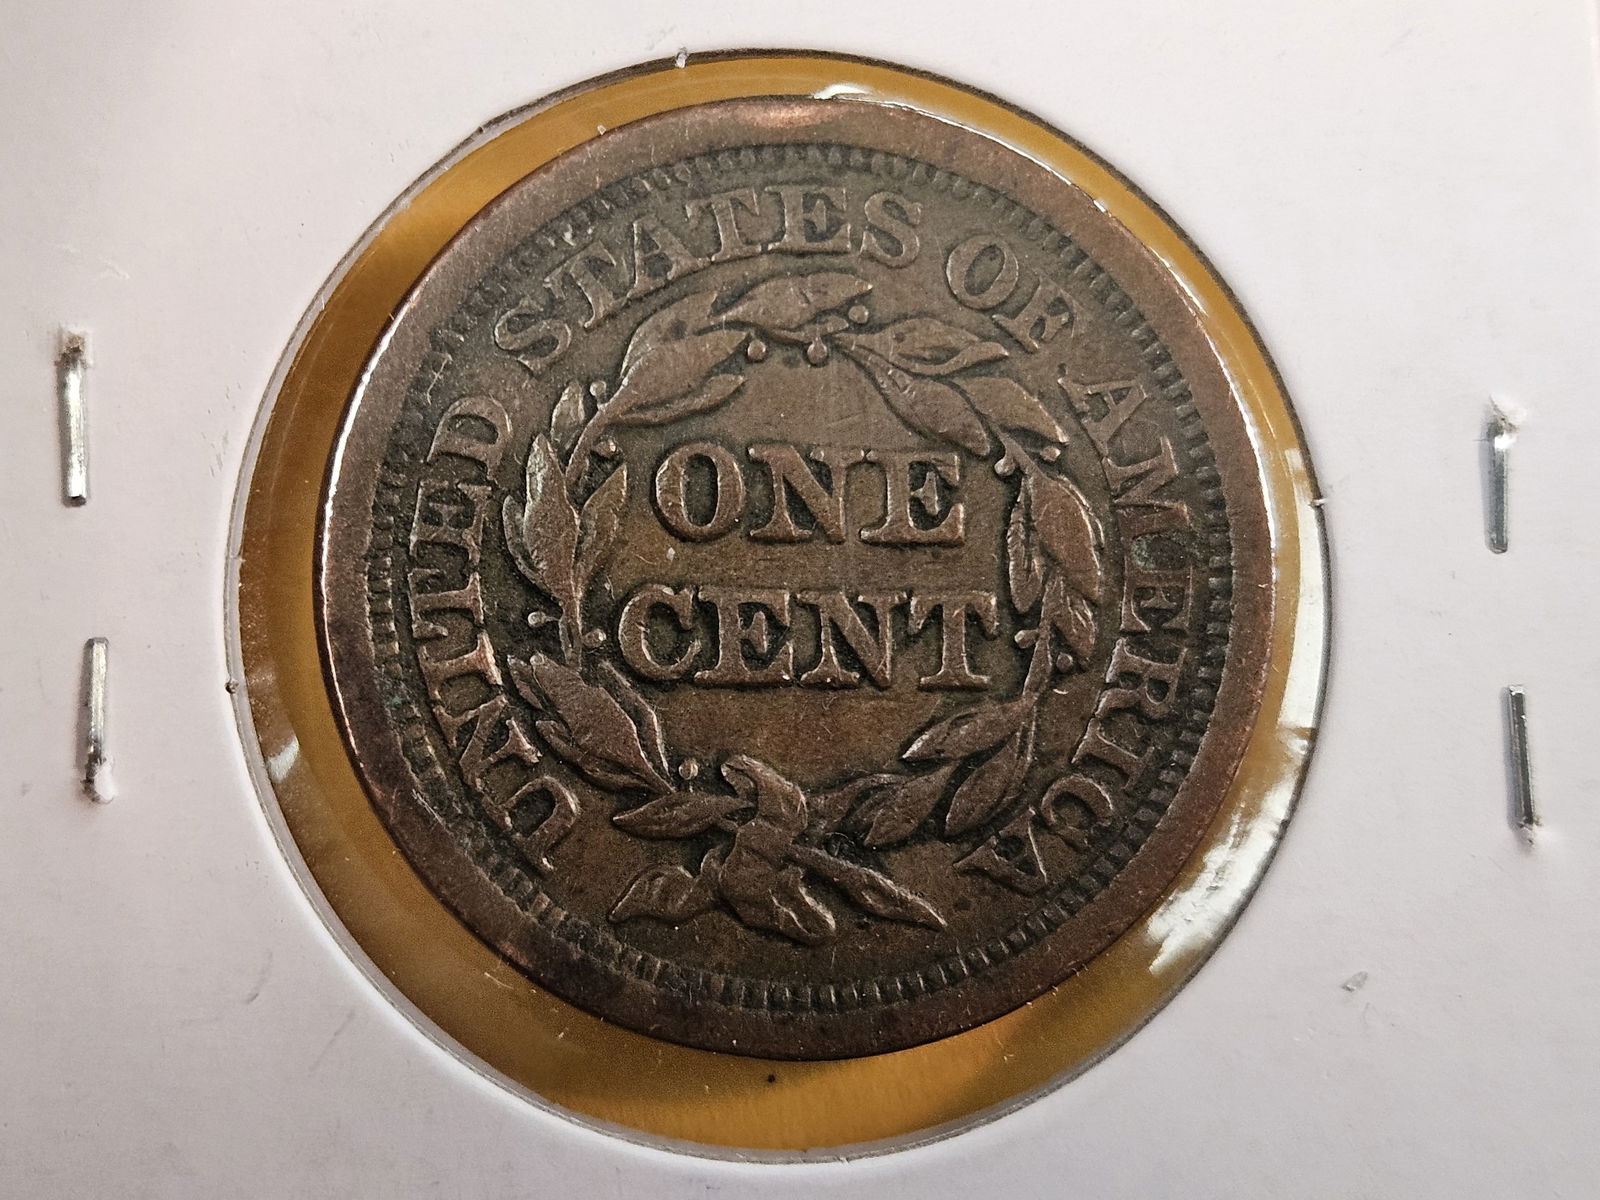 UNITED STATES OF AMERICA
ONE
CENT